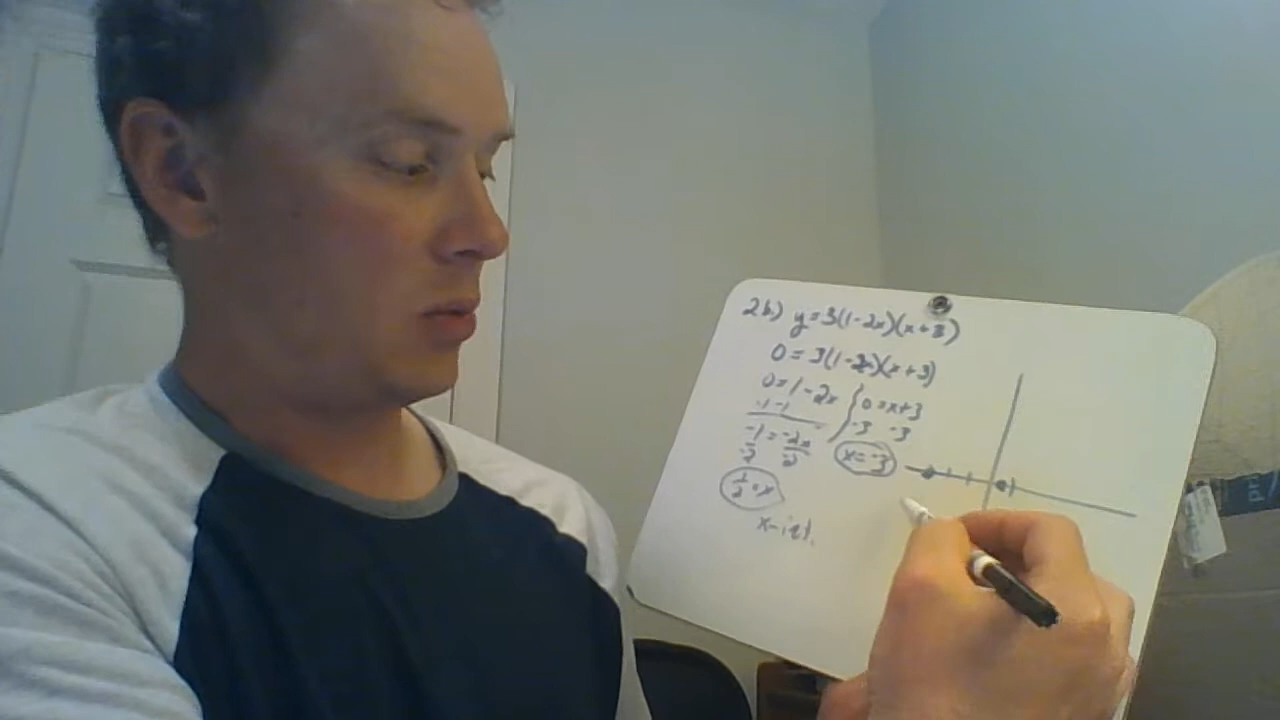 2b) y=3(1-2x)(x+3)
0=3(1-2x)(x+3)
0=1-2x
-1 -1
-1 = -2x
-2 -2
1/2 = x
0=x+3
-3 -3
x=-3
x-int.